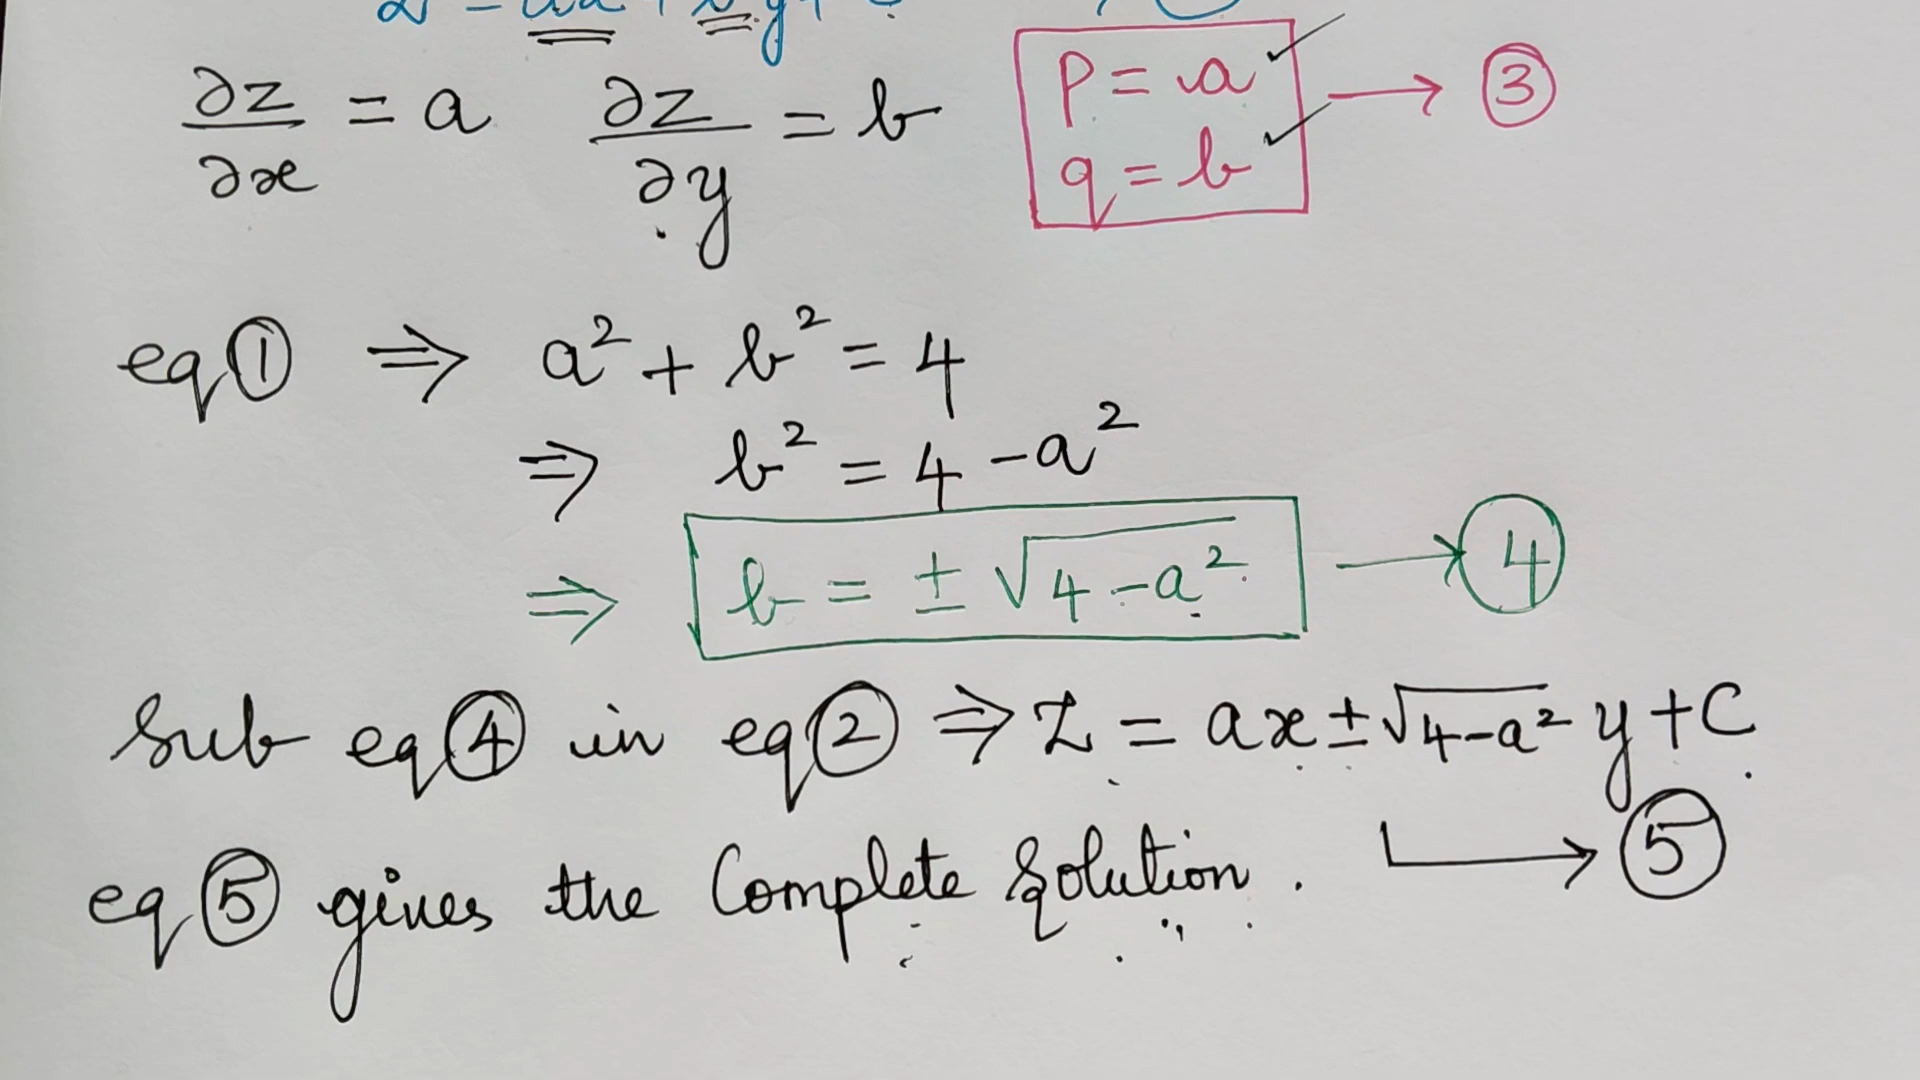 ∂z/∂x = a ∂z/∂y = b
p = a
q = b → ③
eq① ⇒ a² + b² = 4
⇒ b² = 4 - a²
⇒ b = ± √4 - a² → ④
Sub eq④ in eq② ⇒ Z = ax ± √4-a² y + C
→ ⑤
eq⑤ gives the Complete Solution.